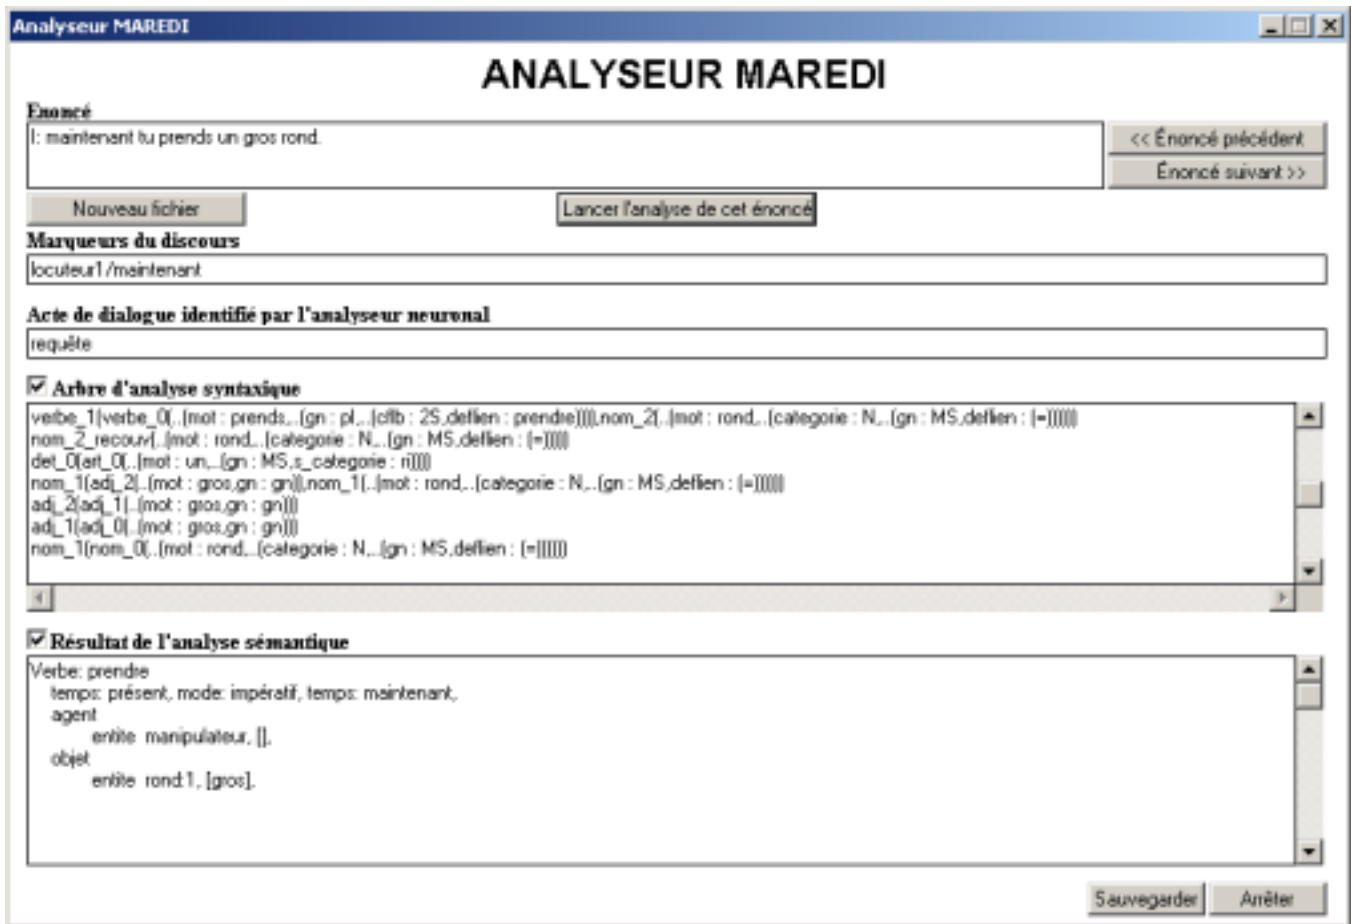 Analyseur MAREDI
ANALYSEUR MAREDI
Enoncé
I: maintenant tu prends un gros rond.
<< Énoncé précédent
Énoncé suivant >>
Nouveau fichier
Lancer l'analyse de cet énoncé
Marqueurs du discours
locuteur1/maintenant
Acte de dialogue identifié par l'analyseur neuronal
requête
Arbre d'analyse syntaxique
verbe_1(verbe_0(..(mot : prends,..(gn : pl,..(cflb : 2S,deflien : prendre)))),nom_2(..(mot : rond,..(categorie : N,..(gn : MS,deflien : (=))))))
nom_2_recouv(..(mot : rond,..(categorie : N,..(gn : MS,deflien : (=)))))
det_0(art_0(..(mot : un,..(gn : MS,s_categorie : ri))))
nom_1(adj_2(..(mot : gros,gn : gn)),nom_1(..(mot : rond,..(categorie : N,..(gn : MS,deflien : (=))))))
adj_2(adj_1(..(mot : gros,gn : gn)))
adj_1(adj_0(..(mot : gros,gn : gn)))
nom_1(nom_0(..(mot : rond,..(categorie : N,..(gn : MS,deflien : (=))))))
Résultat de l'analyse sémantique
Verbe: prendre
temps: présent, mode: impératif, temps: maintenant,
agent
entite manipulateur, [],
objet
entite rond:1, [gros],
Sauvegarder
Arrêter